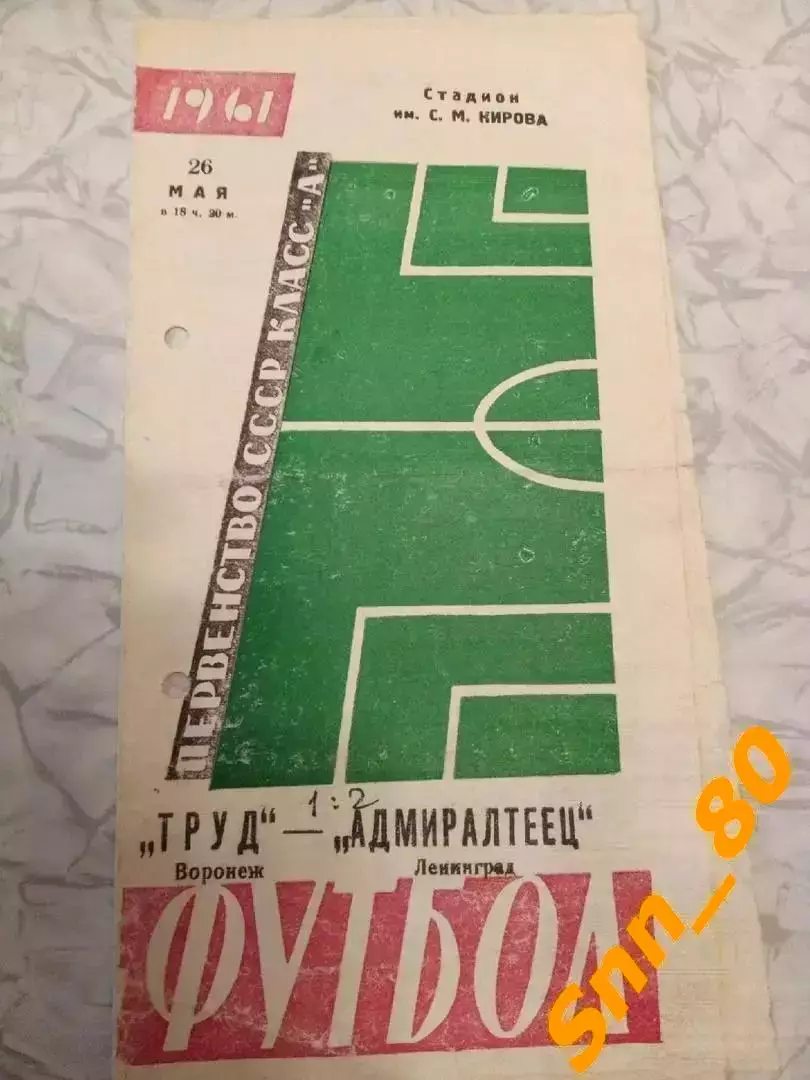 1961
Стадион
им. С. М. КИРОВА
26
МАЯ
в 18 ч. 30 м.
ПЕРВЕНСТВО СССР КЛАСС "А"
1:2
„ТРУД“ — „АДМИРАЛТЕЕЦ“
Воронеж Ленинград
ФУТБОЛ
snn_80